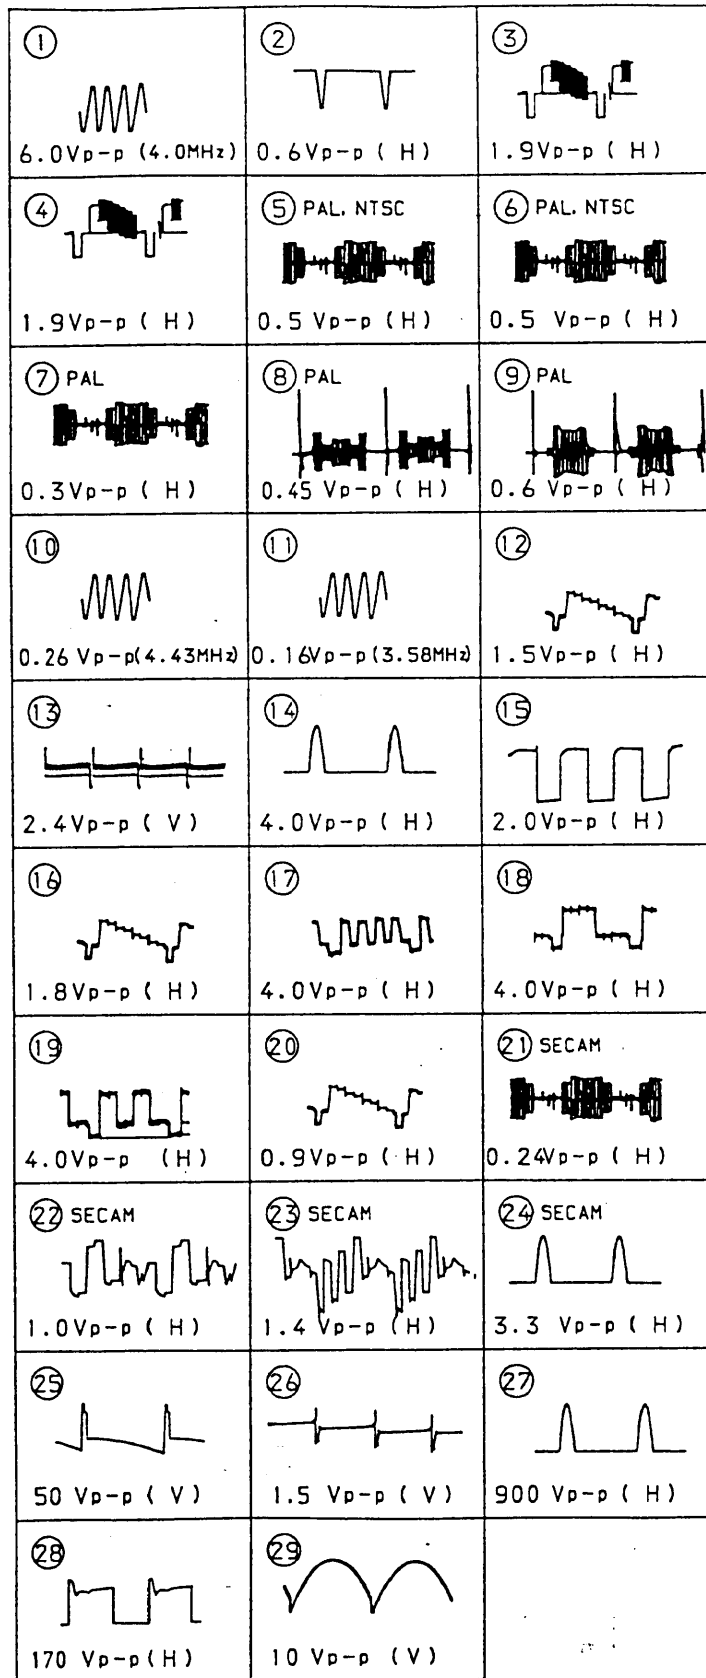 ① ② ③
6.0Vp-p (4.0MHz) 0.6Vp-p ( H ) 1.9Vp-p ( H )
④ ⑤ PAL. NTSC ⑥ PAL. NTSC
1.9Vp-p ( H ) 0.5 Vp-p (H) 0.5 Vp-p ( H )
⑦ PAL ⑧ PAL ⑨ PAL
0.3Vp-p ( H ) 0.45 Vp-p ( H ) 0.6 Vp-p ( H )
⑩ ⑪ ⑫
0.26 Vp-p(4.43MHz) 0.16Vp-p(3.58MHz) 1.5Vp-p ( H )
⑬ ⑭ ⑮
2.4Vp-p ( V ) 4.0Vp-p ( H ) 2.0Vp-p ( H )
⑯ ⑰ ⑱
1.8Vp-p ( H ) 4.0Vp-p ( H ) 4.0Vp-p ( H )
⑲ ⑳ ㉑ SECAM
4.0Vp-p (H) 0.9Vp-p ( H ) 0.24Vp-p ( H )
㉒ SECAM ㉓ SECAM ㉔ SECAM
1.0Vp-p ( H ) 1.4 Vp-p (H) 3.3 Vp-p ( H )
㉕ ㉖ ㉗
50 Vp-p ( V ) 1.5 Vp-p ( V ) 900 Vp-p ( H )
㉘ ㉙
170 Vp-p(H) 10 Vp-p (V)